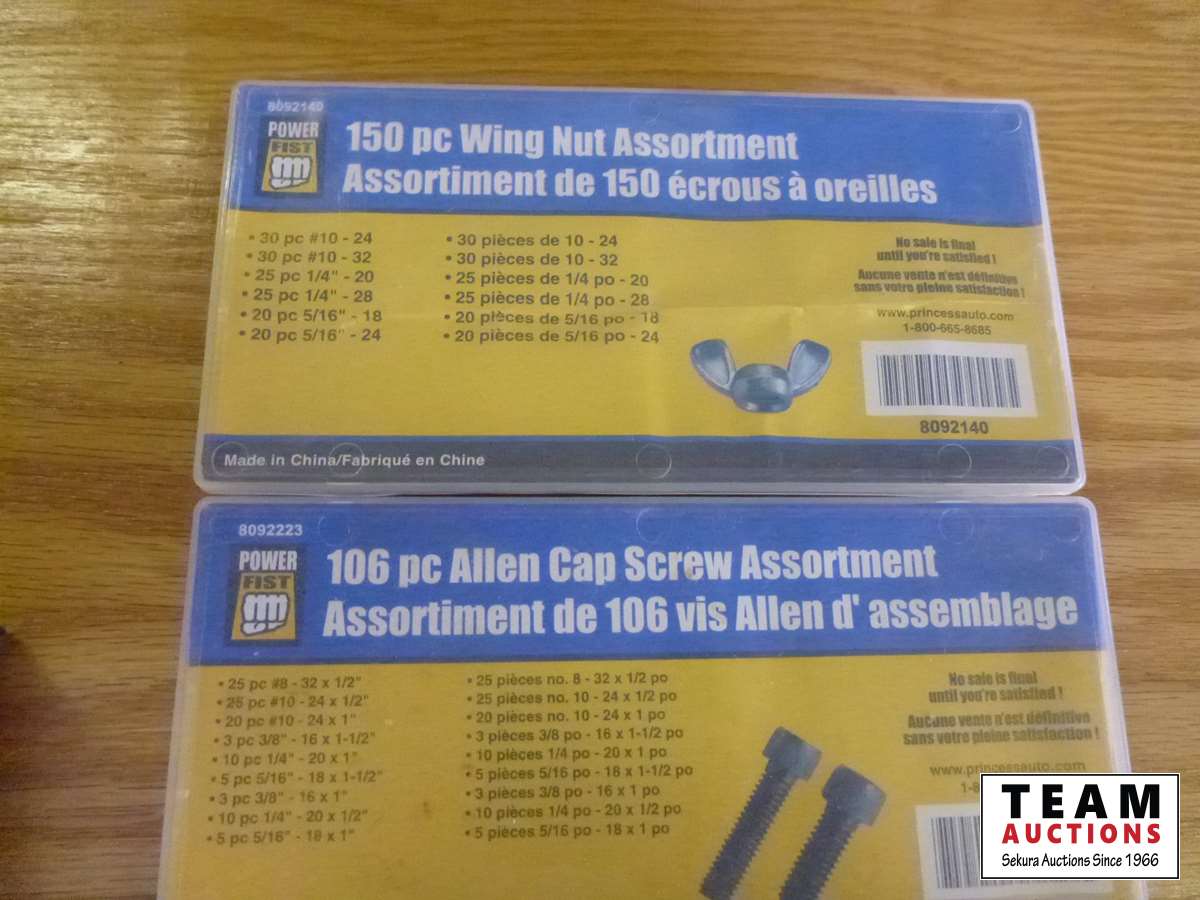 8092140
POWER
FIST
150 pc Wing Nut Assortment
Assortiment de 150 écrous à oreilles
• 30 pc #10 - 24
• 30 pc #10 - 32
• 25 pc 1/4" - 20
• 25 pc 1/4" - 28
• 20 pc 5/16" - 18
• 20 pc 5/16" - 24
• 30 pièces de 10 - 24
• 30 pièces de 10 - 32
• 25 pièces de 1/4 po - 20
• 25 pièces de 1/4 po - 28
• 20 pièces de 5/16 po - 18
• 20 pièces de 5/16 po - 24
No sale is final
until you're satisfied !
Aucune vente n'est définitive
sans votre pleine satisfaction !
www.princessauto.com
1-800-665-8685
8092140
Made in China/Fabriqué en Chine
8092223
POWER
FIST
106 pc Allen Cap Screw Assortment
Assortiment de 106 vis Allen d' assemblage
• 25 pc #8 - 32 x 1/2"
• 25 pc #10 - 24 x 1/2"
• 20 pc #10 - 24 x 1"
• 3 pc 3/8" - 16 x 1-1/2"
• 10 pc 1/4" - 20 x 1"
• 5 pc 5/16" - 18 x 1-1/2"
• 3 pc 3/8" - 16 x 1"
• 10 pc 1/4" - 20 x 1/2"
• 5 pc 5/16" - 18 x 1"
• 25 pièces no. 8 - 32 x 1/2 po
• 25 pièces no. 10 - 24 x 1/2 po
• 20 pièces no. 10 - 24 x 1 po
• 3 pièces 3/8 po - 16 x 1-1/2 po
• 10 pièces 1/4 po - 20 x 1 po
• 5 pièces 5/16 po - 18 x 1-1/2 po
• 3 pièces 3/8 po - 16 x 1 po
• 10 pièces 1/4 po - 20 x 1/2 po
• 5 pièces 5/16 po - 18 x 1 po
No sale is final
until you're satisfied !
Aucune vente n'est définitive
sans votre pleine satisfaction !
www.princessauto.com
1-8
TEAM
AUCTIONS
Sekura Auctions Since 1966